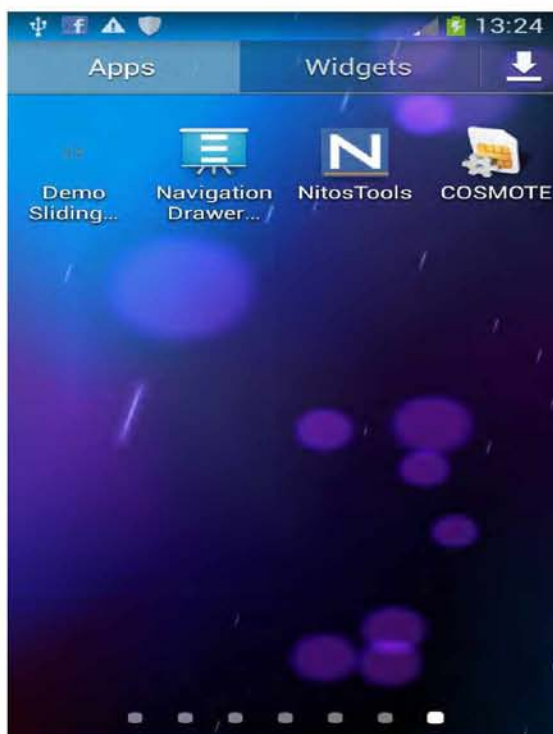 13:24
Apps Widgets
Demo Navigation NitosTools COSMOTE
Sliding... Drawer...